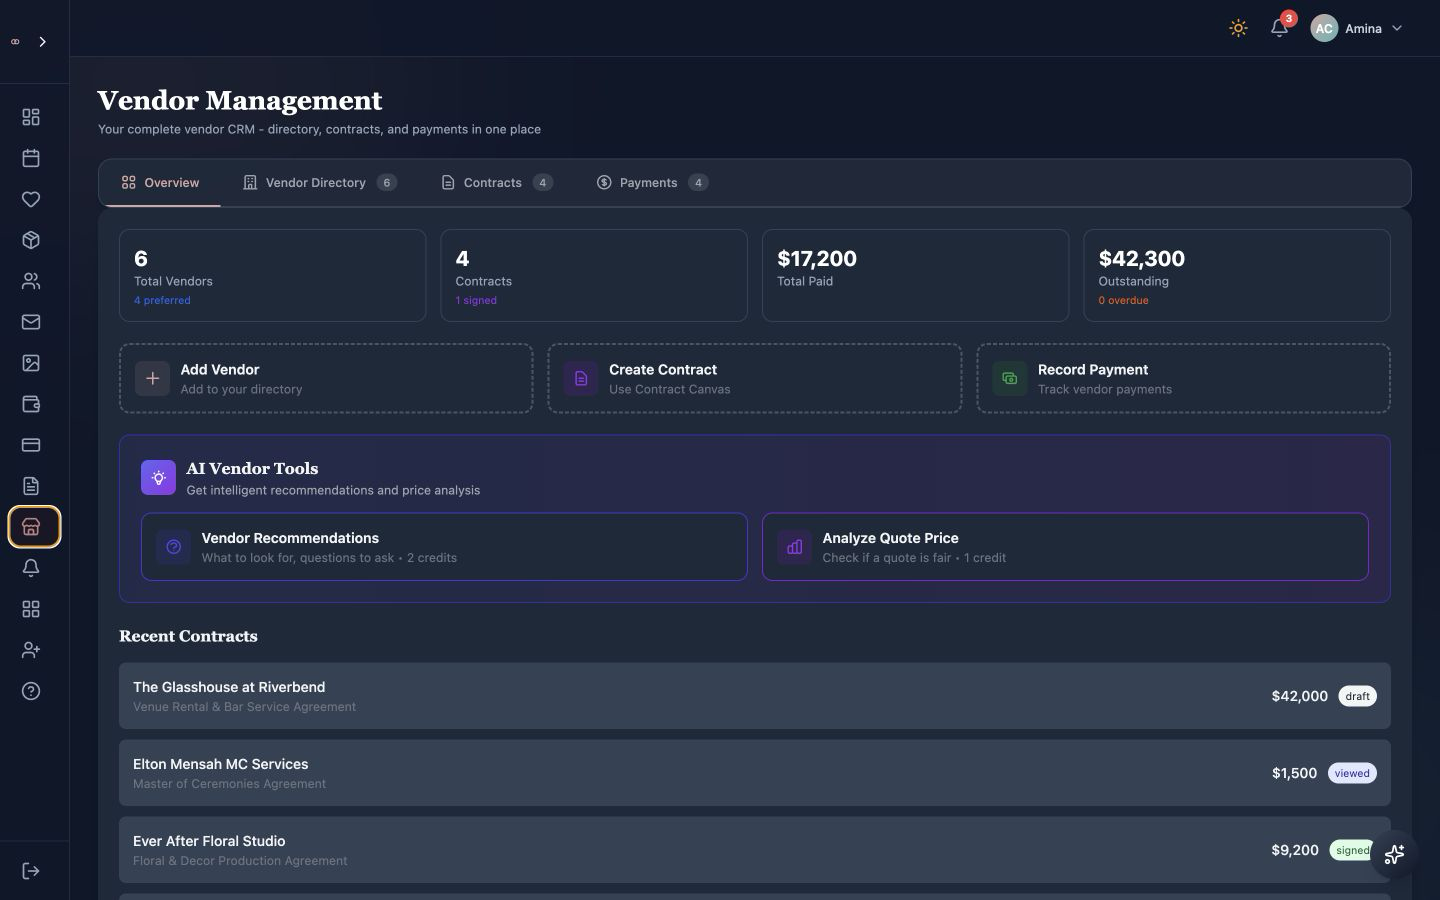 3
AC
Amina
Vendor Management
Your complete vendor CRM - directory, contracts, and payments in one place
Overview
Vendor Directory 6
Contracts 4
Payments 4
6
Total Vendors
4 preferred
4
Contracts
1 signed
$17,200
Total Paid
$42,300
Outstanding
0 overdue
Add Vendor
Add to your directory
Create Contract
Use Contract Canvas
Record Payment
Track vendor payments
AI Vendor Tools
Get intelligent recommendations and price analysis
Vendor Recommendations
What to look for, questions to ask • 2 credits
Analyze Quote Price
Check if a quote is fair • 1 credit
Recent Contracts
The Glasshouse at Riverbend
Venue Rental & Bar Service Agreement
$42,000 draft
Elton Mensah MC Services
Master of Ceremonies Agreement
$1,500 viewed
Ever After Floral Studio
Floral & Decor Production Agreement
$9,200 signed